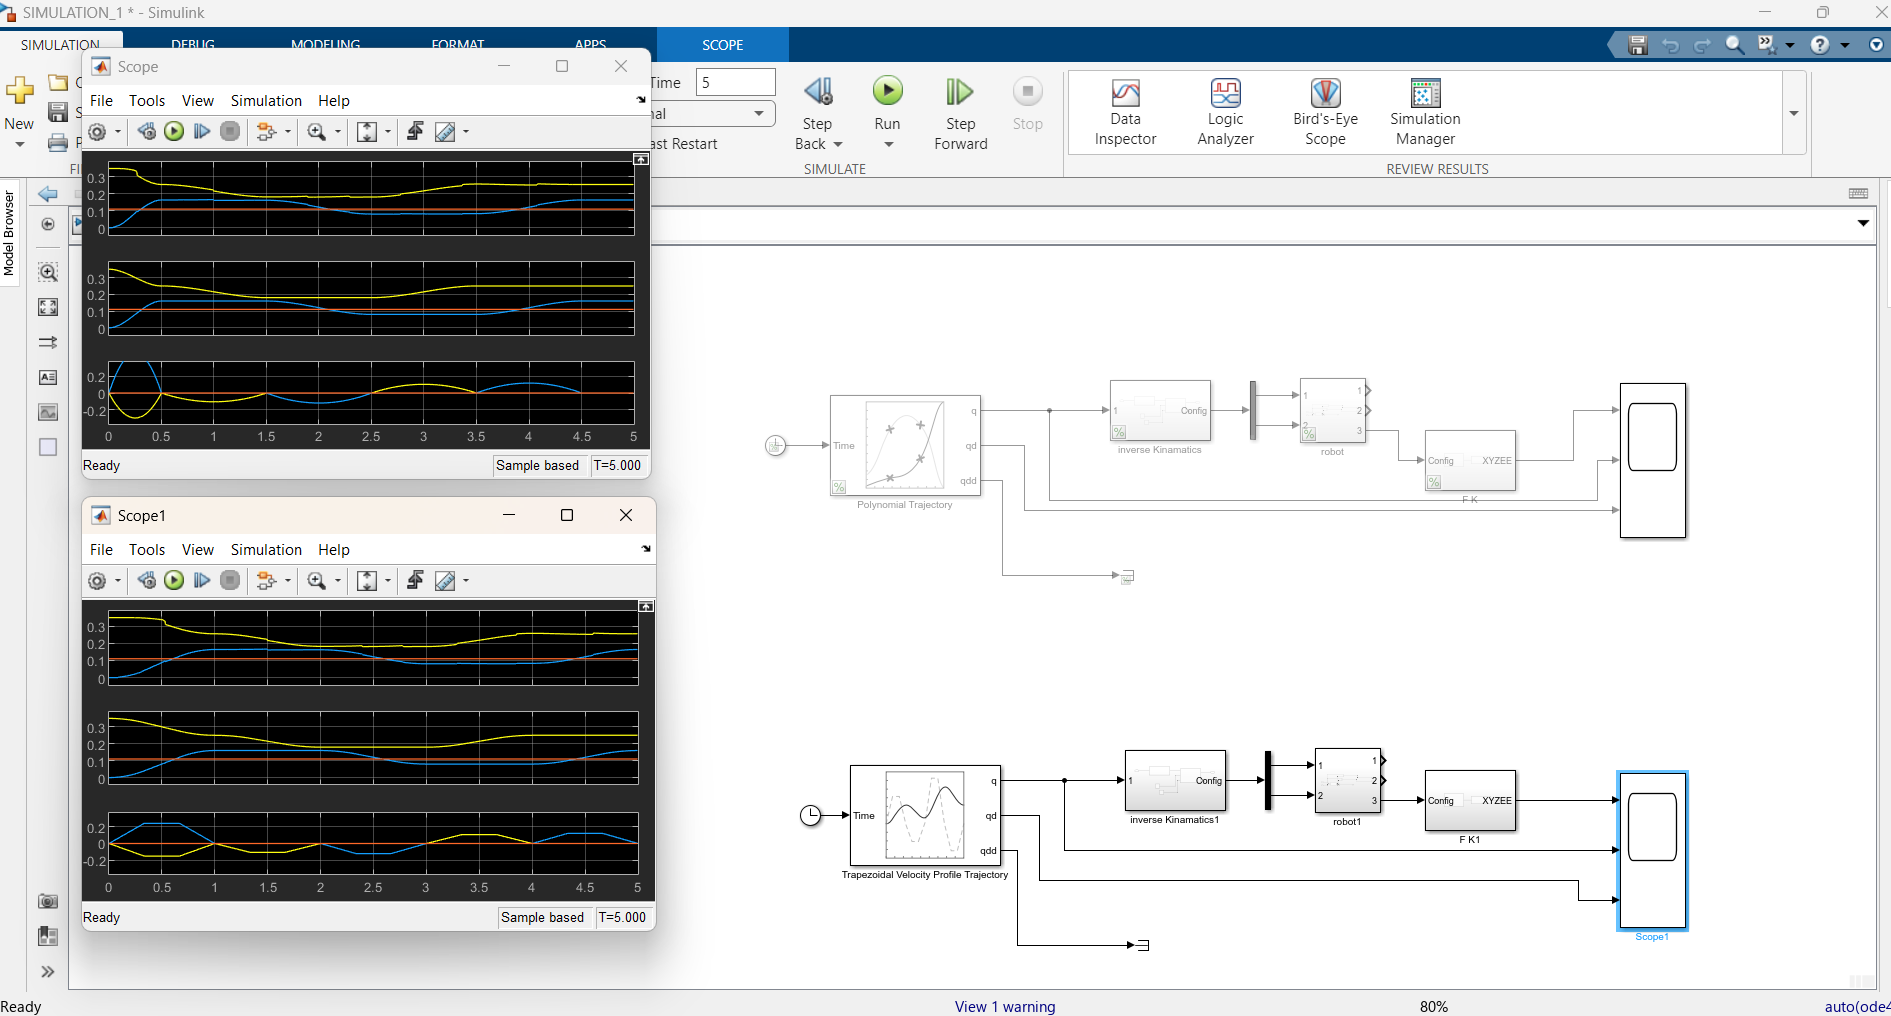 SIMULATION_1 * - Simulink
SIMULATION
DEBUG
MODELING
FORMAT
APPS
SCOPE
New
Time
5
Fast Restart
Step
Back
Run
Step
Forward
Stop
SIMULATE
Data
Inspector
Logic
Analyzer
Bird's-Eye
Scope
Simulation
Manager
REVIEW RESULTS
Model Browser
Scope
File Tools View Simulation Help
0.3
0.2
0.1
0
0.3
0.2
0.1
0
0.2
0
-0.2
0 0.5 1 1.5 2 2.5 3 3.5 4 4.5 5
Ready
Sample based
T=5.000
Scope1
File Tools View Simulation Help
0.3
0.2
0.1
0
0.3
0.2
0.1
0
0.2
0
-0.2
0 0.5 1 1.5 2 2.5 3 3.5 4 4.5 5
Ready
Sample based
T=5.000
Time
q
qd
qdd
Polynomial Trajectory
1
Config
inverse Kinamatics
1
2
1
2
3
robot
Config
XYZEE
F K
Time
q
qd
qdd
Trapezoidal Velocity Profile Trajectory
1
Config
inverse Kinamatics1
1
2
1
2
3
robot1
Config
XYZEE
F K1
Scope1
Ready
View 1 warning
80%
auto(ode4